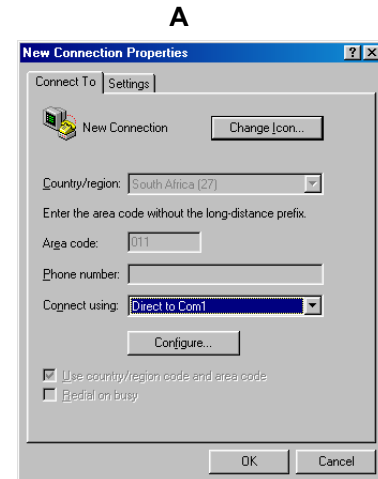 A
New Connection Properties
Connect To Settings
New Connection Change Icon...
Country/region: South Africa (27)
Enter the area code without the long-distance prefix.
Area code: 011
Phone number:
Connect using: Direct to Com1
Configure...
Use country/region code and area code
Redial on busy
OK Cancel